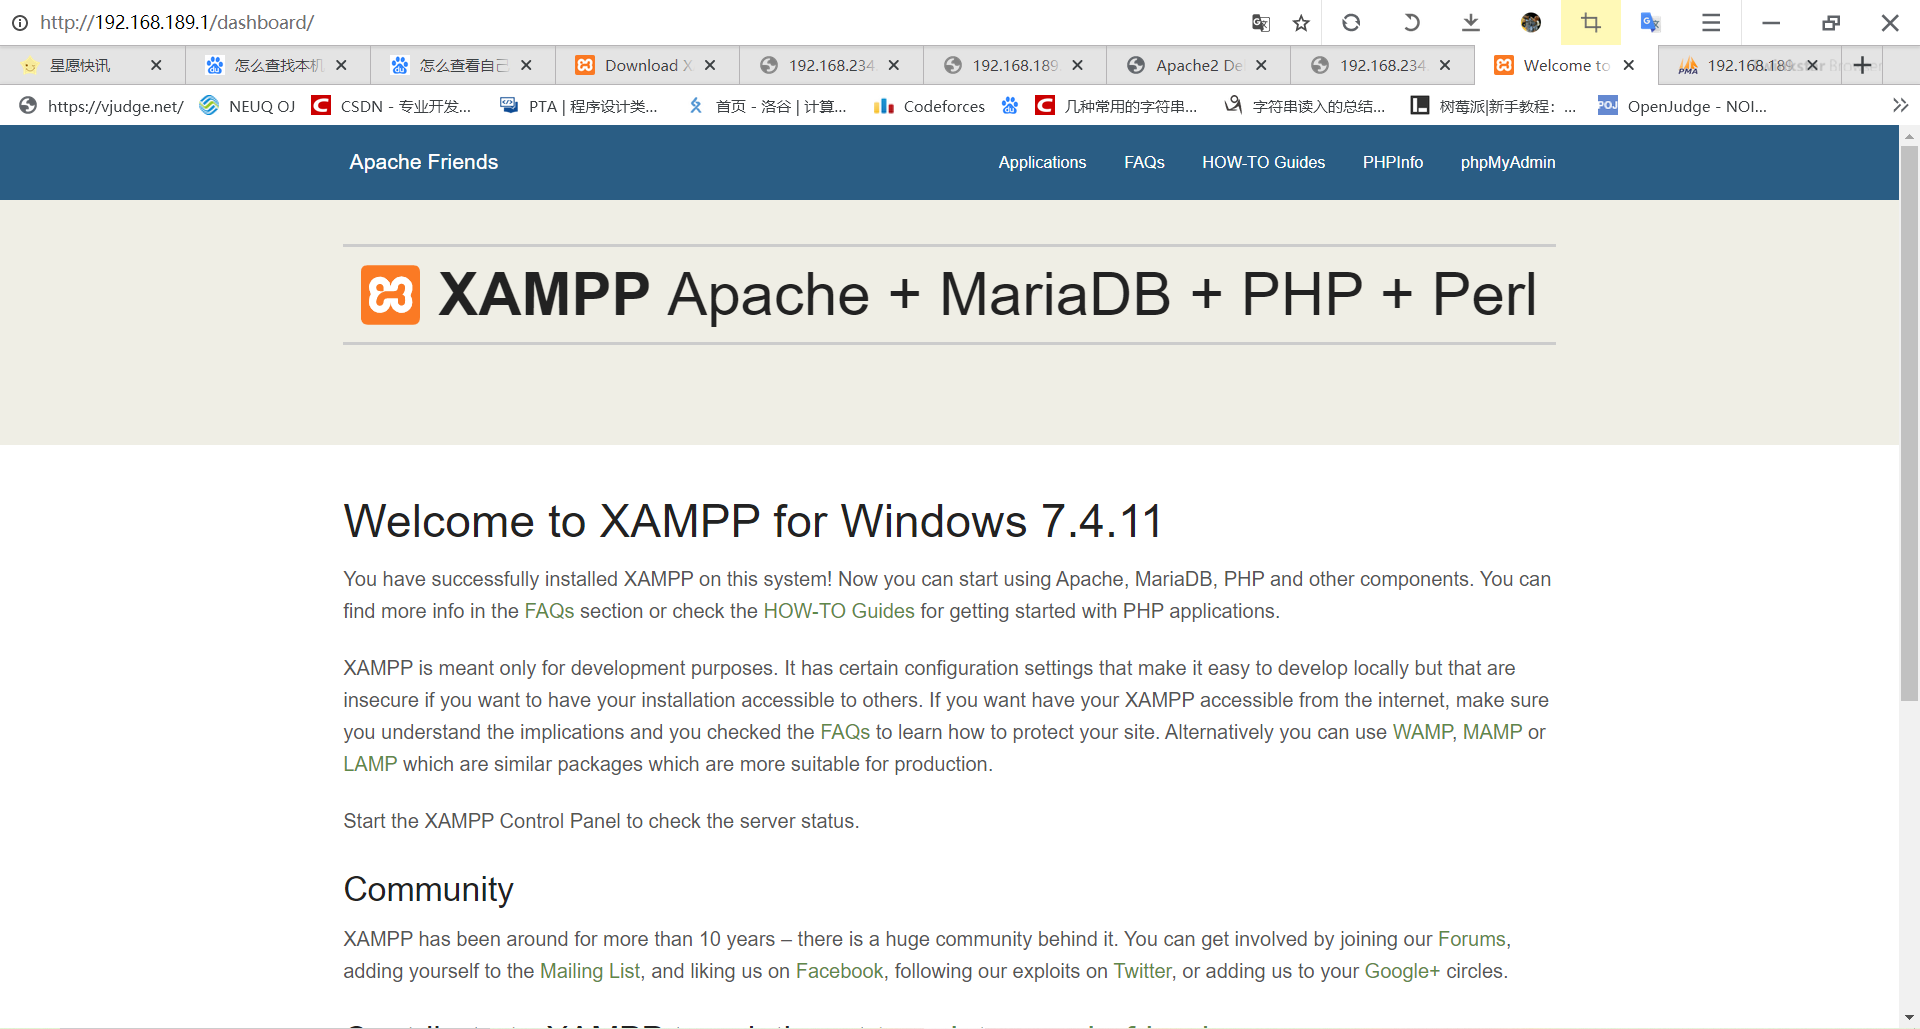 http://192.168.189.1/dashboard/
星愿快讯
怎么查找本机
怎么查看自己
Download X
192.168.234.
192.168.189.
Apache2 De
192.168.234.
Welcome to
192.168.189
https://vjudge.net/
NEUQ OJ
CSDN - 专业开发...
PTA | 程序设计类...
首页 - 洛谷 | 计算...
Codeforces
几种常用的字符串...
字符串读入的总结...
树莓派|新手教程：...
OpenJudge - NOI...
Apache Friends
Applications
FAQs
HOW-TO Guides
PHPInfo
phpMyAdmin
XAMPP Apache + MariaDB + PHP + Perl
Welcome to XAMPP for Windows 7.4.11
You have successfully installed XAMPP on this system! Now you can start using Apache, MariaDB, PHP and other components. You can
find more info in the FAQs section or check the HOW-TO Guides for getting started with PHP applications.
XAMPP is meant only for development purposes. It has certain configuration settings that make it easy to develop locally but that are
insecure if you want to have your installation accessible to others. If you want have your XAMPP accessible from the internet, make sure
you understand the implications and you checked the FAQs to learn how to protect your site. Alternatively you can use WAMP, MAMP or
LAMP which are similar packages which are more suitable for production.
Start the XAMPP Control Panel to check the server status.
Community
XAMPP has been around for more than 10 years – there is a huge community behind it. You can get involved by joining our Forums,
adding yourself to the Mailing List, and liking us on Facebook, following our exploits on Twitter, or adding us to your Google+ circles.